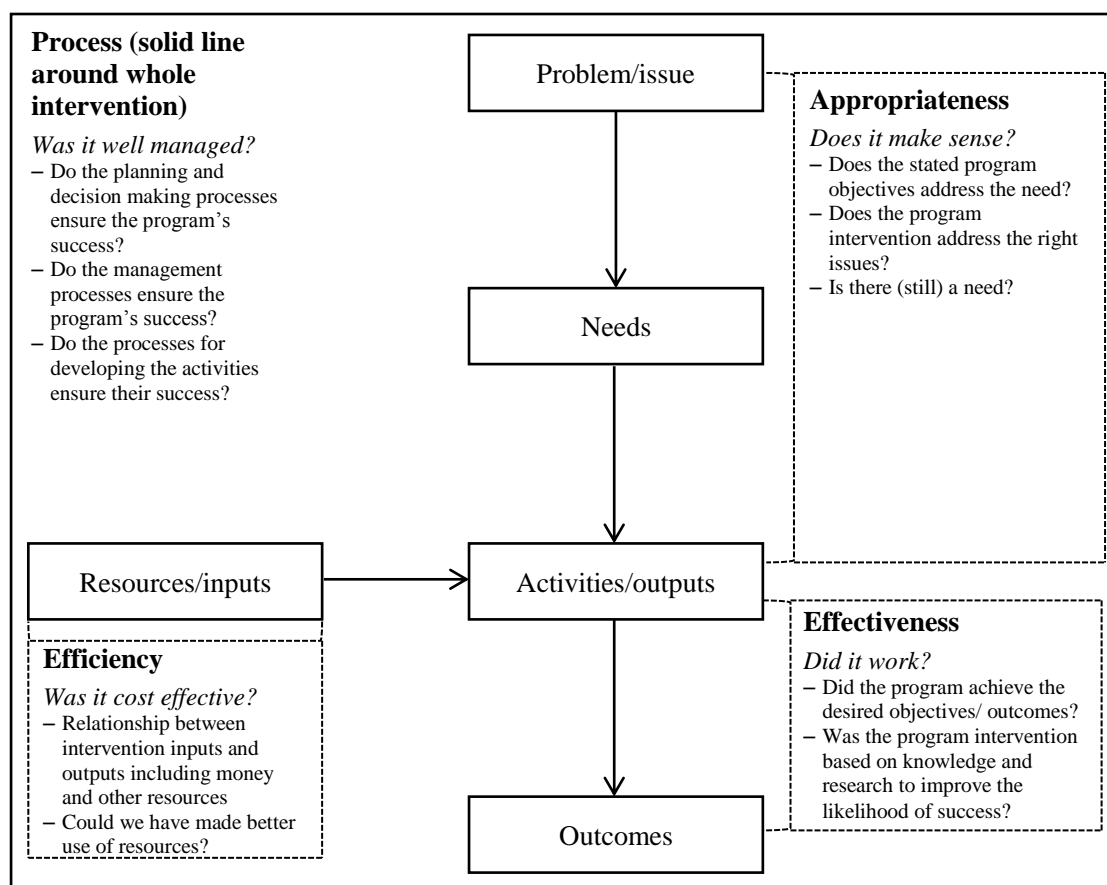 Process (solid line
around whole
intervention)
Was it well managed?
– Do the planning and
decision making processes
ensure the program's
success?
– Do the management
processes ensure the
program's success?
– Do the processes for
developing the activities
ensure their success?
Problem/issue
Appropriateness
Does it make sense?
– Does the stated program
objectives address the need?
– Does the program
intervention address the right
issues?
– Is there (still) a need?
Needs
Resources/inputs
Activities/outputs
Efficiency
Was it cost effective?
– Relationship between
intervention inputs and
outputs including money
and other resources
– Could we have made better
use of resources?
Effectiveness
Did it work?
– Did the program achieve the
desired objectives/ outcomes?
– Was the program intervention
based on knowledge and
research to improve the
likelihood of success?
Outcomes